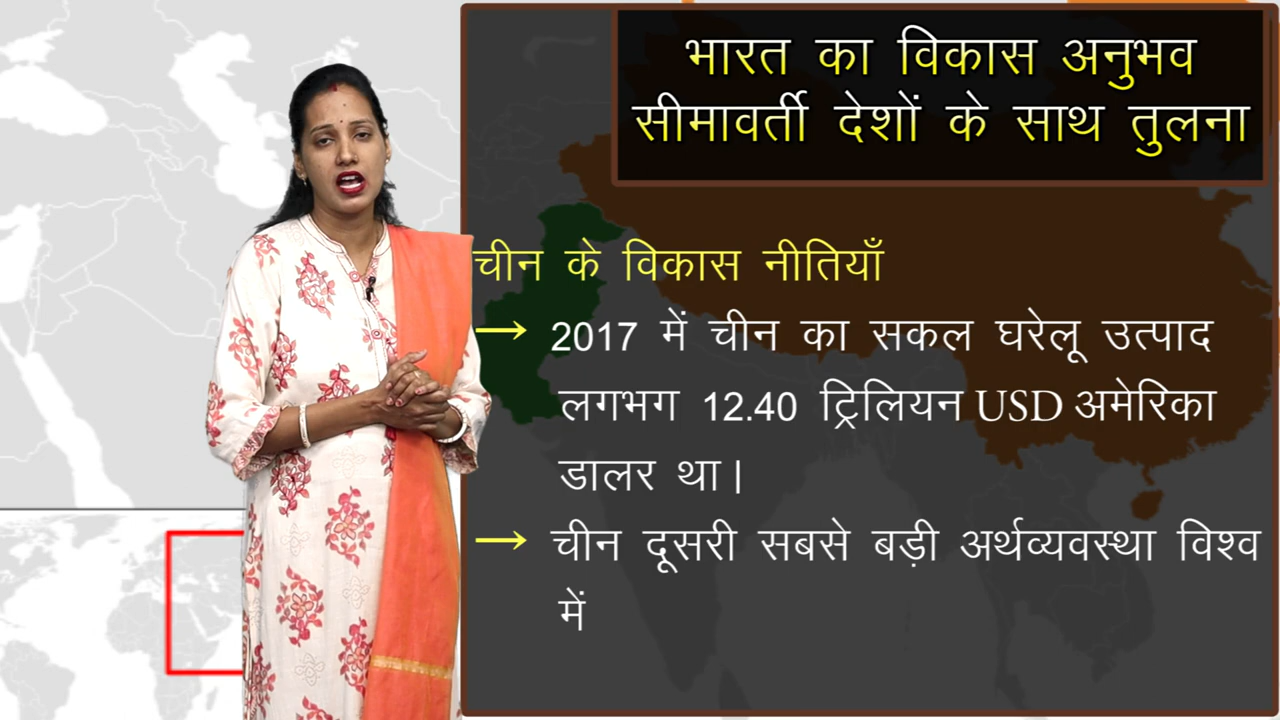 भारत का विकास अनुभव
सीमावर्ती देशों के साथ तुलना
चीन के विकास नीतियाँ
→ 2017 में चीन का सकल घरेलू उत्पाद
लगभग 12.40 ट्रिलियन USD अमेरिका
डालर था।
→ चीन दूसरी सबसे बड़ी अर्थव्यवस्था विश्व
में